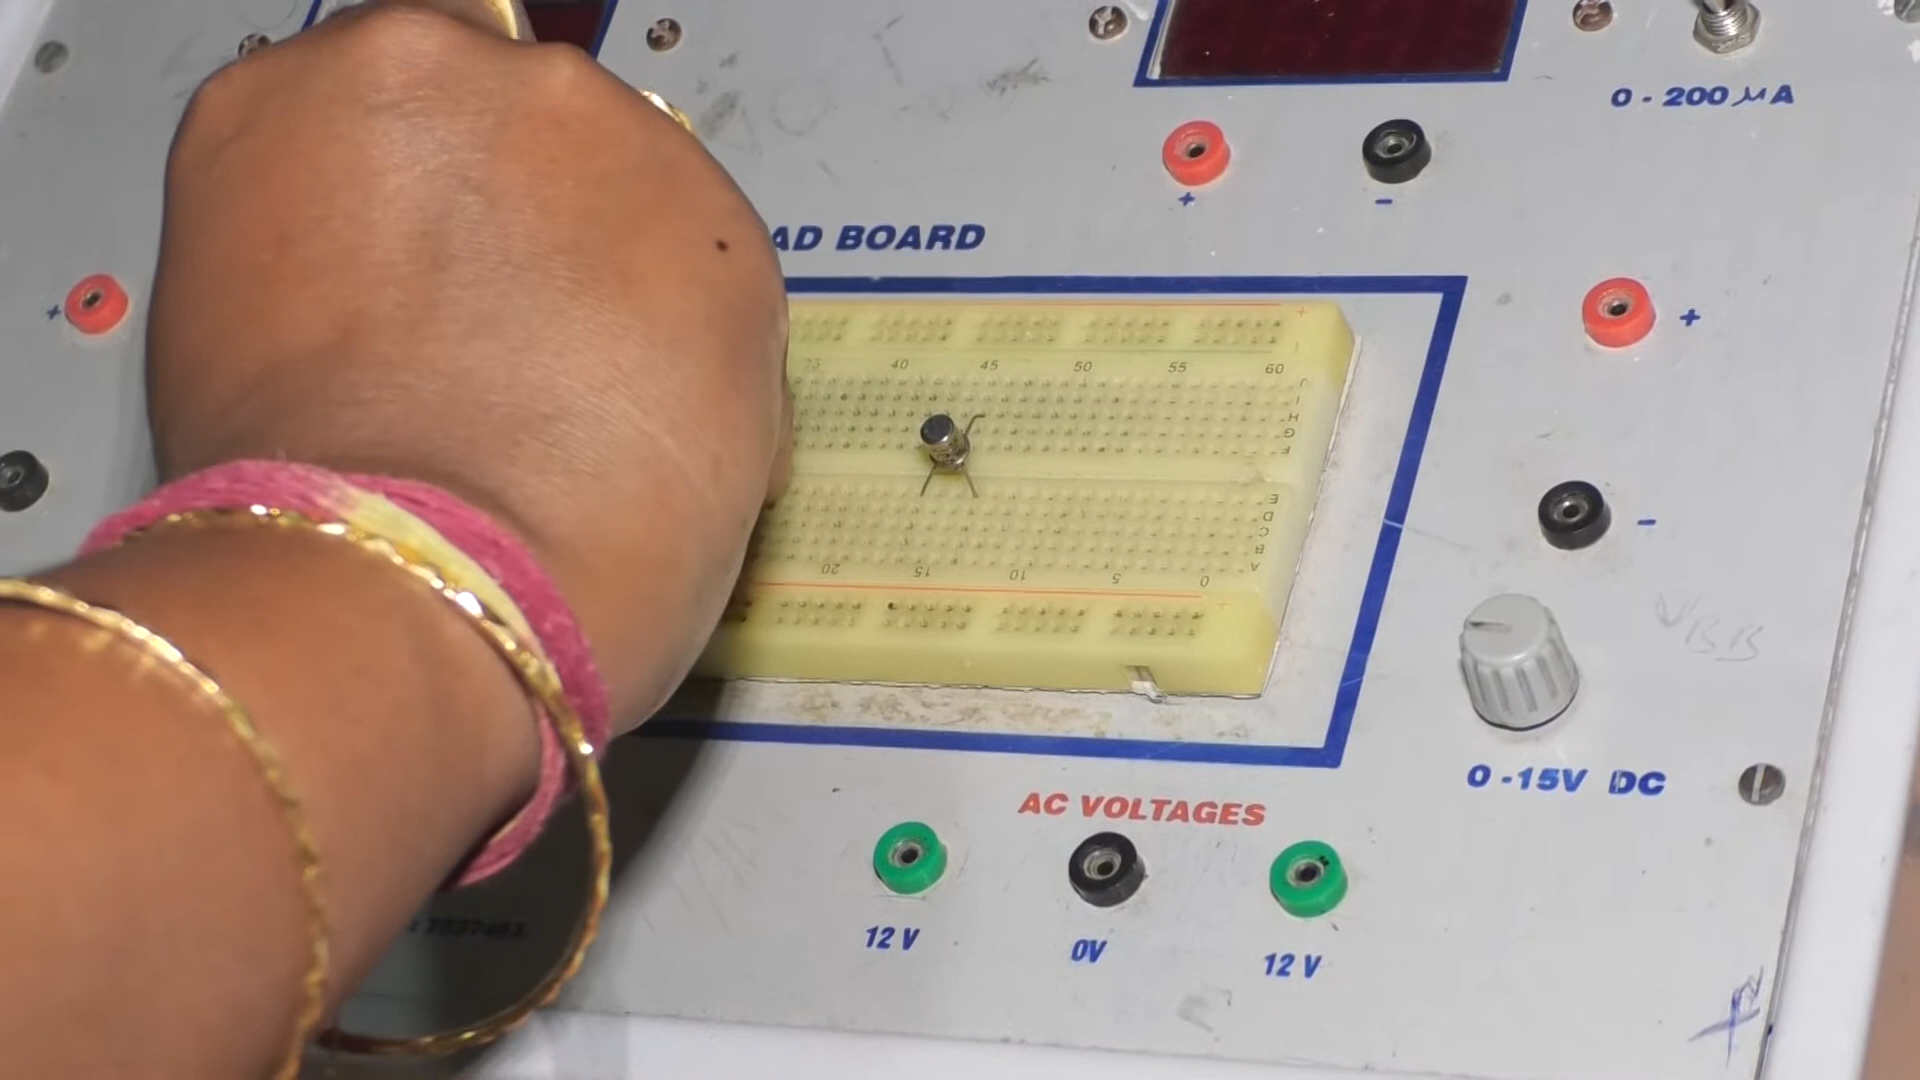 0 - 200 µA
+ -
AD BOARD
+ +
+
40 45 50 55 60
J
I
H
G
F
-
E
D
C
B
A
20 15 10 5 0
+
VBB
0 -15V DC
AC VOLTAGES
12 V 0V 12 V